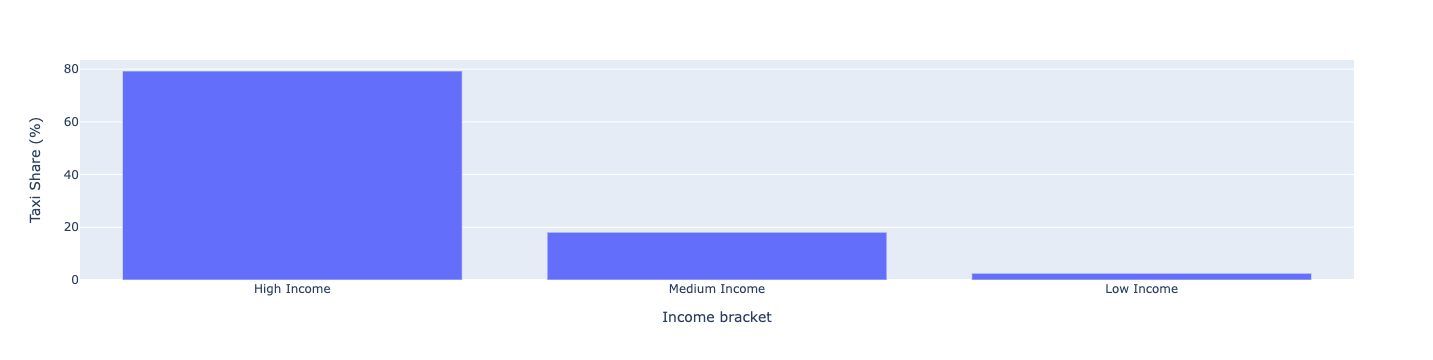 Taxi Share (%)
80
60
40
20
0
High Income
Medium Income
Low Income
Income bracket